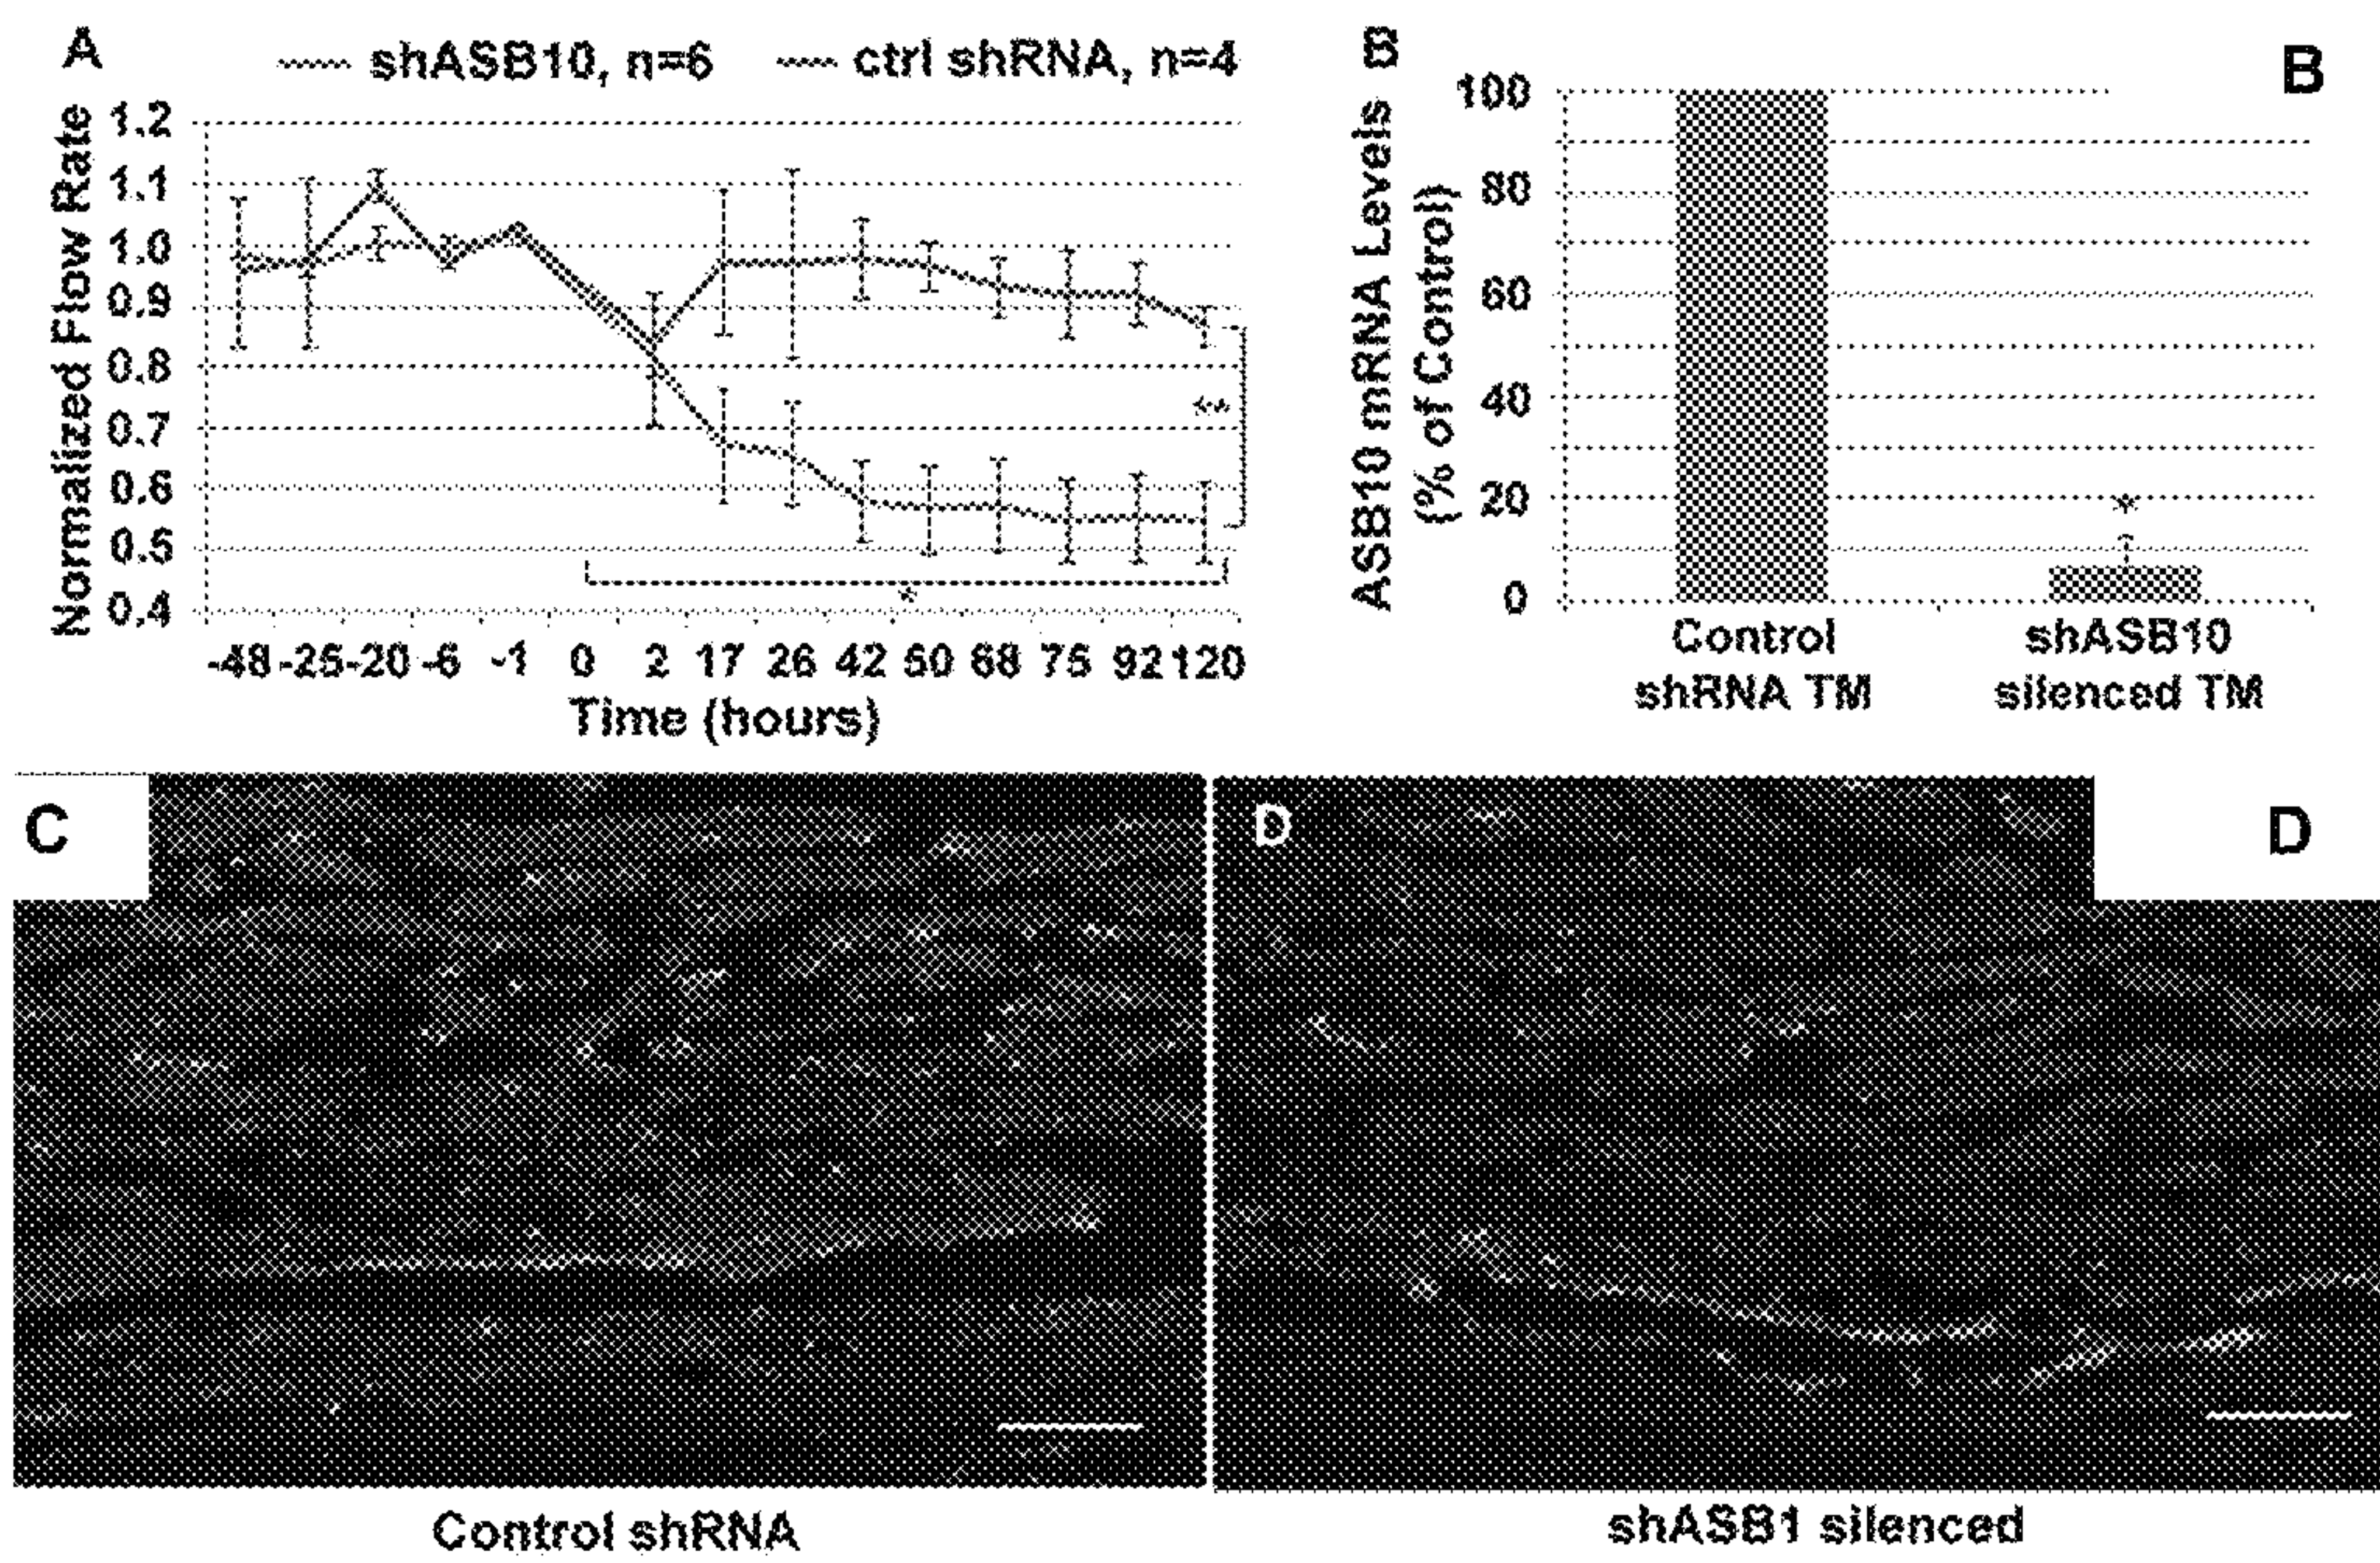 A
shASB10, n=6 ctrl shRNA, n=4
Normalized Flow Rate
1.2
1.1
1.0
0.9
0.8
0.7
0.6
0.5
0.4
**
*
-48 -25 -20 -6 -1 0 2 17 26 42 50 68 75 92 120
Time (hours)
B
B
ASB10 mRNA Levels
(% of Control)
100
80
60
40
20
0
*
Control
shRNA TM
shASB10
silenced TM
C
D
D
Control shRNA
shASB1 silenced